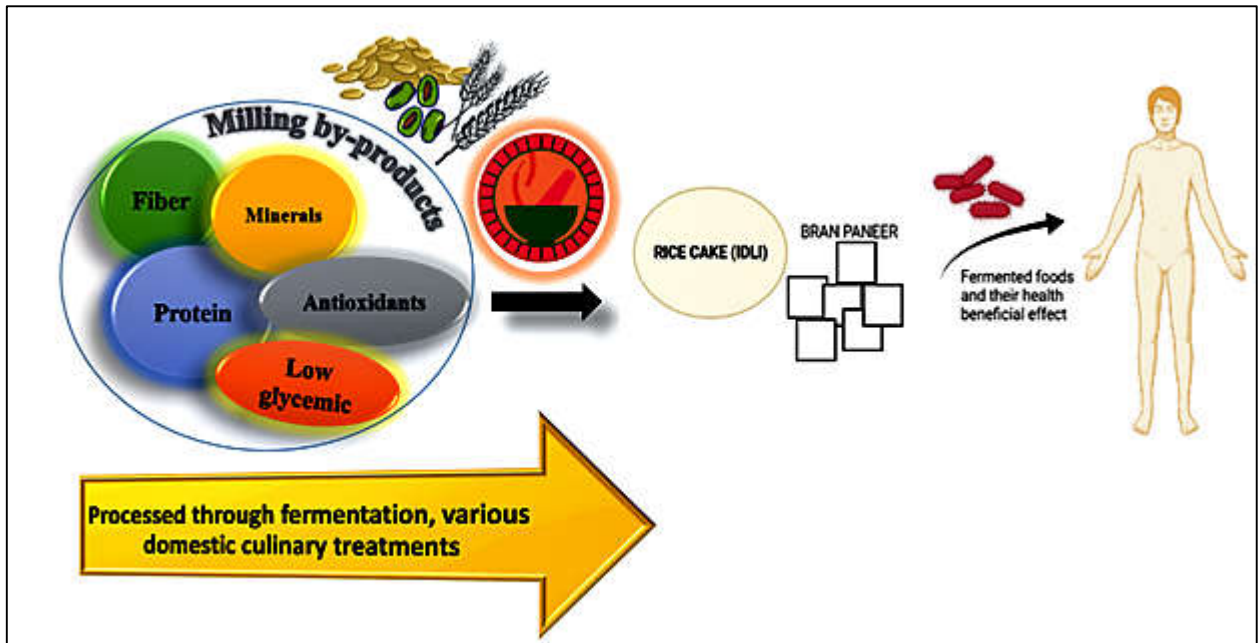 Milling by-products
Fiber
Minerals
Protein
Antioxidants
Low
glycemic
RICE CAKE (IDLI)
BRAN PANEER
Fermented foods
and their health
beneficial effect
Processed through fermentation, various
domestic culinary treatments